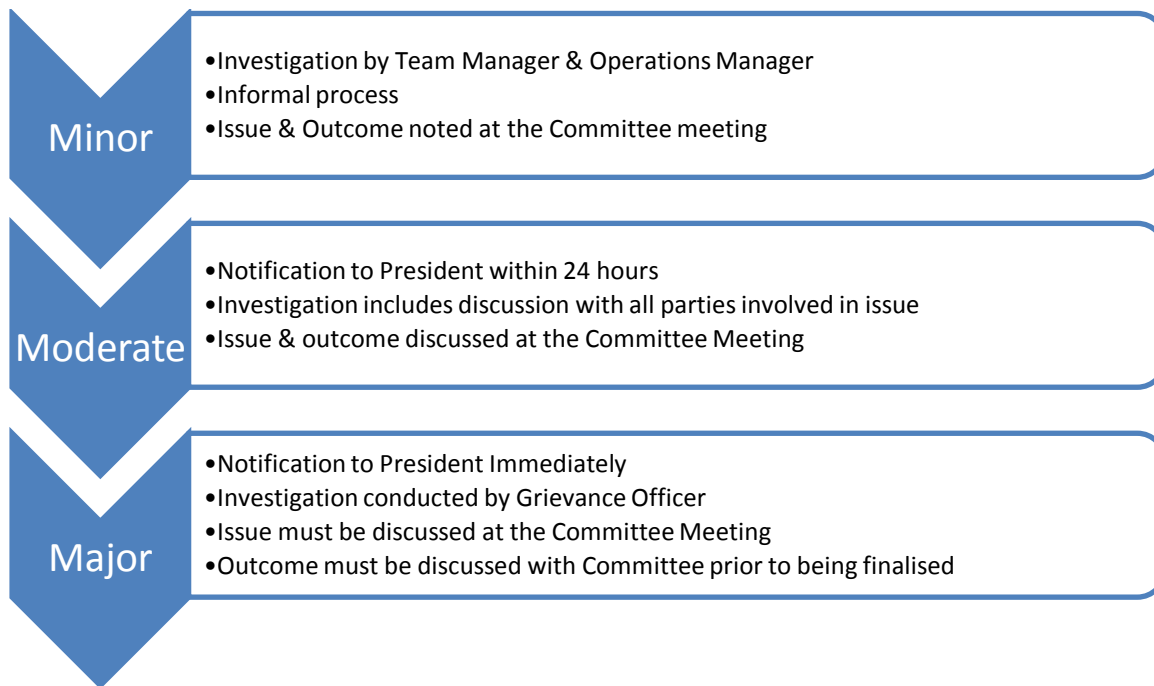 Minor
•Investigation by Team Manager & Operations Manager
•Informal process
•Issue & Outcome noted at the Committee meeting
Moderate
•Notification to President within 24 hours
•Investigation includes discussion with all parties involved in issue
•Issue & outcome discussed at the Committee Meeting
Major
•Notification to President Immediately
•Investigation conducted by Grievance Officer
•Issue must be discussed at the Committee Meeting
•Outcome must be discussed with Committee prior to being finalised